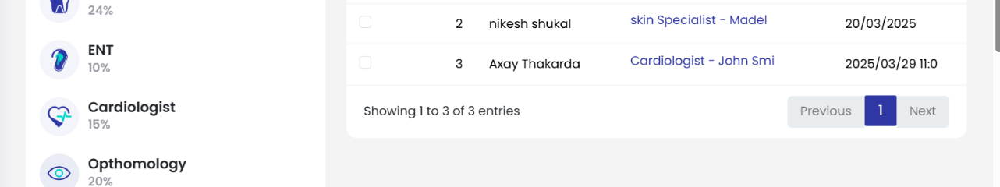 24%
ENT
10%
Cardiologist
15%
Opthomology
20%
2 nikesh shukal skin Specialist - Madel 20/03/2025
3 Axay Thakarda Cardiologist - John Smi 2025/03/29 11:0
Showing 1 to 3 of 3 entries Previous 1 Next